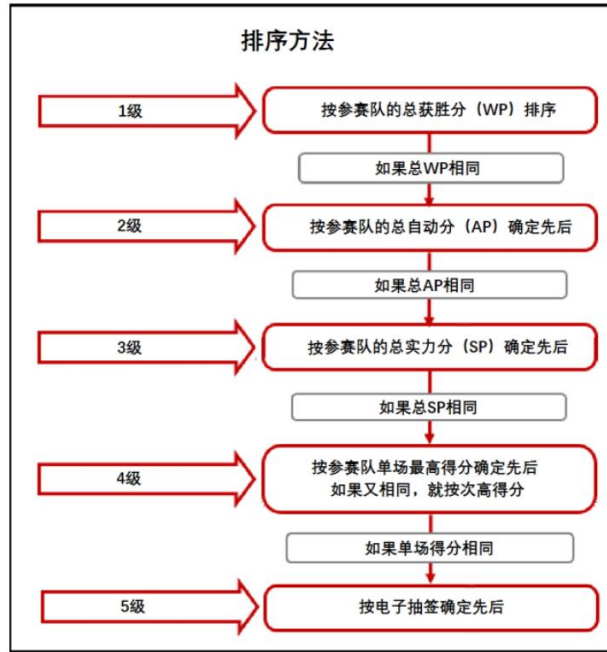 排序方法
1级
按参赛队的总获胜分（WP）排序
如果总WP相同
2级
按参赛队的总自动分（AP）确定先后
如果总AP相同
3级
按参赛队的总实力分（SP）确定先后
如果总SP相同
4级
按参赛队单场最高得分确定先后
如果又相同，就按次高得分
如果单场得分相同
5级
按电子抽签确定先后